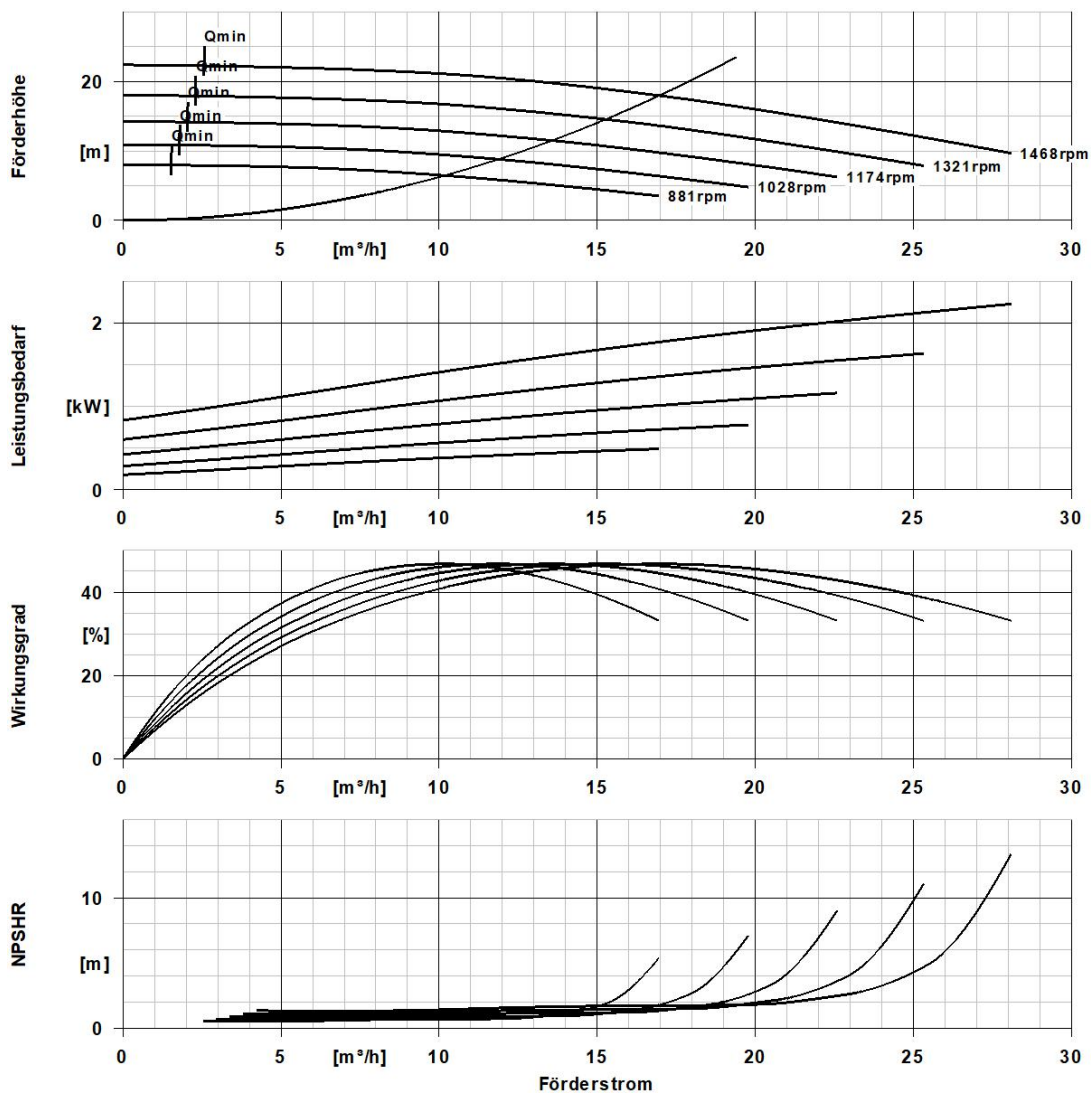 Förderhöhe
[m]
20
0
Qmin
Qmin
Qmin
Qmin
Qmin
1468rpm
1321rpm
1174rpm
1028rpm
881rpm
0 5 [m³/h] 10 15 20 25 30
Leistungsbedarf
[kW]
2
0
0 5 [m³/h] 10 15 20 25 30
Wirkungsgrad
[%]
40
20
0
0 5 [m³/h] 10 15 20 25 30
NPSHR
[m]
10
0
0 5 [m³/h] 10 15 20 25 30
Förderstrom